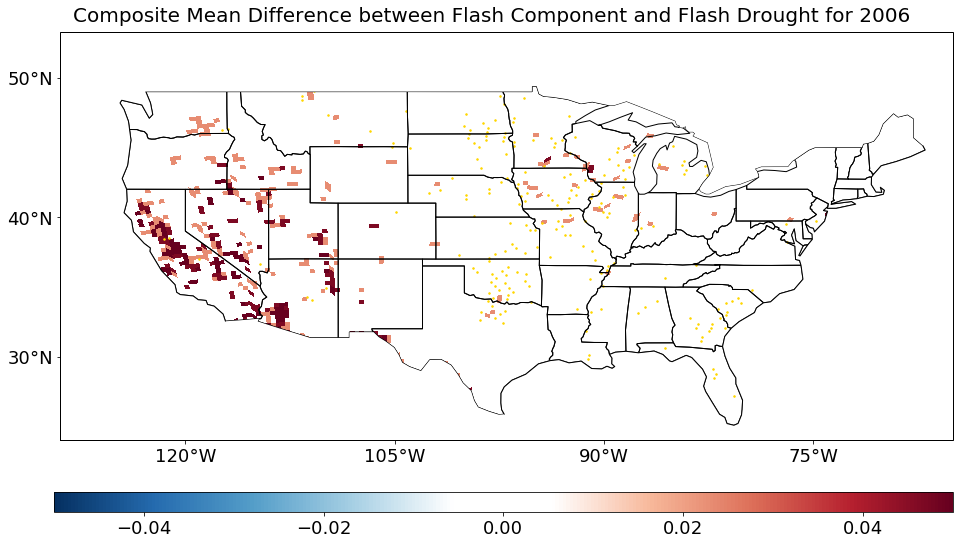 Composite Mean Difference between Flash Component and Flash Drought for 2006
50°N
40°N
30°N
120°W 105°W 90°W 75°W
−0.04 −0.02 0.00 0.02 0.04